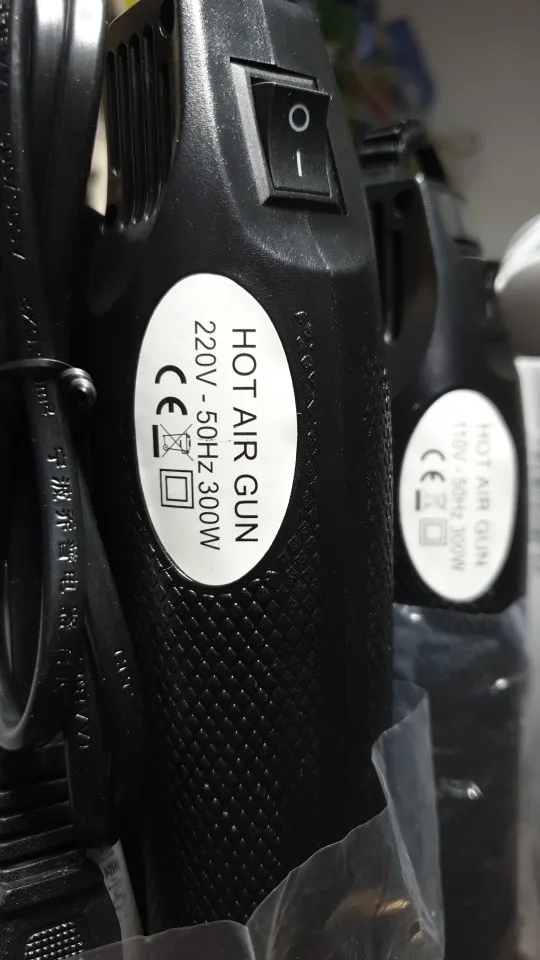 HOT AIR GUN
220V - 50Hz 300W
CE
HOT AIR GUN
110V - 50Hz 300W
CE
O
I